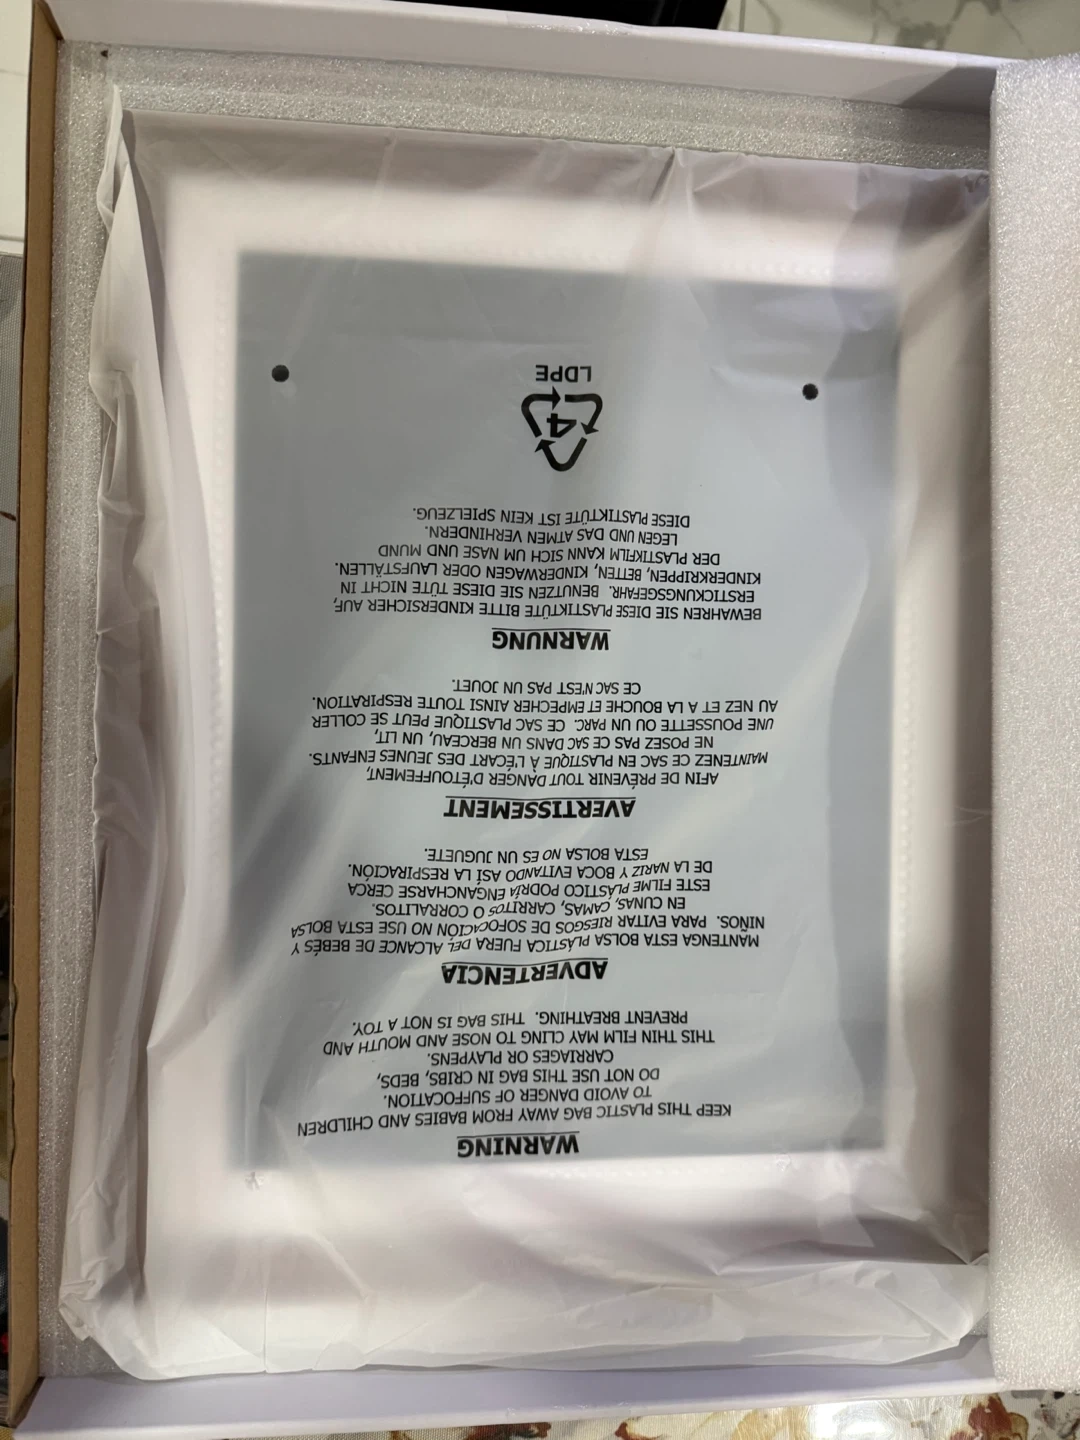 WARNING
KEEP THIS PLASTIC BAG AWAY FROM BABIES AND CHILDREN
TO AVOID DANGER OF SUFFOCATION.
DO NOT USE THIS BAG IN CRIBS, BEDS,
CARRIAGES OR PLAYPENS.
THIS THIN FILM MAY CLING TO NOSE AND MOUTH AND
PREVENT BREATHING. THIS BAG IS NOT A TOY.
ADVERTENCIA
MANTENGA ESTA BOLSA PLÁSTICA FUERA DEL ALCANCE DE BEBÉS Y
NIÑOS. PARA EVITAR RIESGOS DE SOFOCACIÓN NO USE ESTA BOLSA
EN CUNAS, CAMAS, CARRITOS O CORRALITOS.
ESTE FILME PLÁSTICO PODRÍA ENGANCHARSE CERCA
DE LA NARIZ Y BOCA EVITANDO ASÍ LA RESPIRACIÓN.
ESTA BOLSA NO ES UN JUGUETE.
AVERTISSEMENT
AFIN DE PRÉVENIR TOUT DANGER D'ÉTOUFFEMENT,
MAINTENEZ CE SAC EN PLASTIQUE À L'ÉCART DES JEUNES ENFANTS.
NE POSEZ PAS CE SAC DANS UN BERCEAU, UN LIT,
UNE POUSSETTE OU UN PARC. CE SAC PLASTIQUE PEUT SE COLLER
AU NEZ ET A LA BOUCHE ET EMPECHER AINSI TOUTE RESPIRATION.
CE SAC N'EST PAS UN JOUET.
WARNUNG
BEWAHREN SIE DIESE PLASTIKTÜTE BITTE KINDERSICHER AUF,
ERSTICKUNGSGEFAHR. BENUTZEN SIE DIESE TÜTE NICHT IN
KINDERKRIPPEN, BETTEN, KINDERWAGEN ODER LAUFSTÄLLEN.
DER PLASTIKFILM KANN SICH UM NASE UND MUND
LEGEN UND DAS ATMEN VERHINDERN.
DIESE PLASTIKTÜTE IST KEIN SPIELZEUG.
4
LDPE